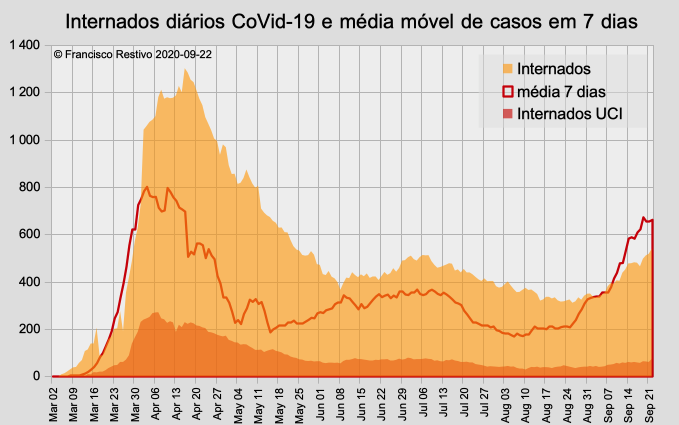 Internados diários CoVid-19 e média móvel de casos em 7 dias
© Francisco Restivo 2020-09-22
Internados
média 7 dias
Internados UCI
1 400
1 200
1 000
800
600
400
200
0
Mar 02
Mar 09
Mar 16
Mar 23
Mar 30
Apr 06
Apr 13
Apr 20
Apr 27
May 04
May 11
May 18
May 25
Jun 01
Jun 08
Jun 15
Jun 22
Jun 29
Jul 06
Jul 13
Jul 20
Jul 27
Aug 03
Aug 10
Aug 17
Aug 24
Aug 31
Sep 07
Sep 14
Sep 21